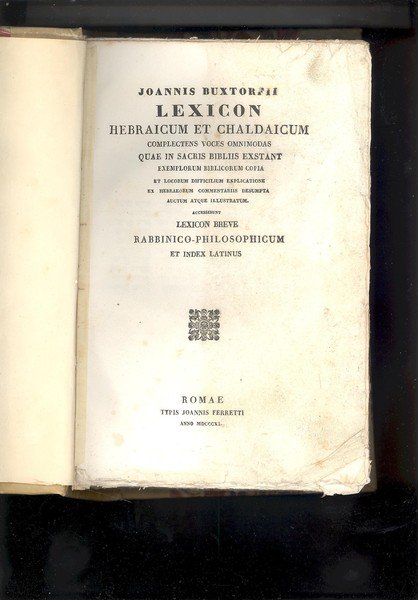 JOANNIS BUXTORFII
LEXICON
HEBRAICUM ET CHALDAICUM
COMPLECTENS VOCES OMNIMODAS
QUAE IN SACRIS BIBLIIS EXSTANT
EXEMPLORUM BIBLICORUM COPIA
ET LOCORUM DIFFICILIUM EXPLICATIONE
EX HEBRAEORUM COMMENTARIIS DESUMPTA
AUCTUM ATQUE ILLUSTRATUM.
ACCESSERUNT
LEXICON BREVE
RABBINICO-PHILOSOPHICUM
ET INDEX LATINUS
ROMAE
TYPIS JOANNIS FERRETTI
ANNO MDCCCXL.